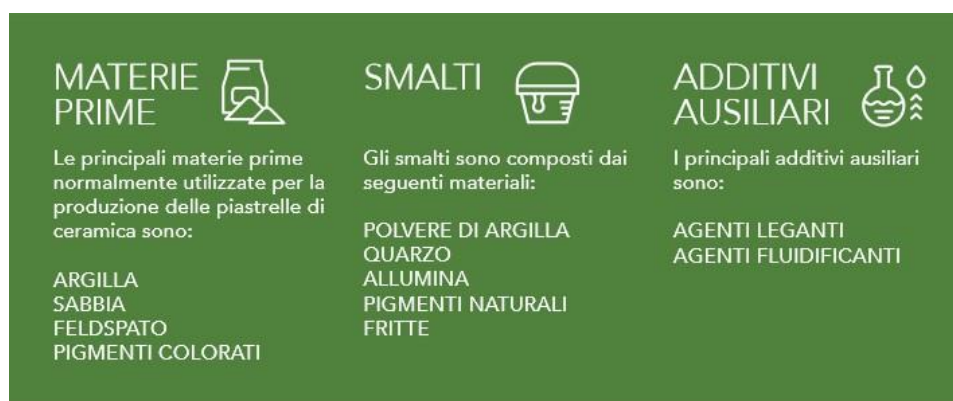 MATERIE
PRIME
Le principali materie prime
normalmente utilizzate per la
produzione delle piastrelle di
ceramica sono:
ARGILLA
SABBIA
FELDSPATO
PIGMENTI COLORATI
SMALTI
Gli smalti sono composti dai
seguenti materiali:
POLVERE DI ARGILLA
QUARZO
ALLUMINA
PIGMENTI NATURALI
FRITTE
ADDITIVI
AUSILIARI
I principali additivi ausiliari
sono:
AGENTI LEGANTI
AGENTI FLUIDIFICANTI